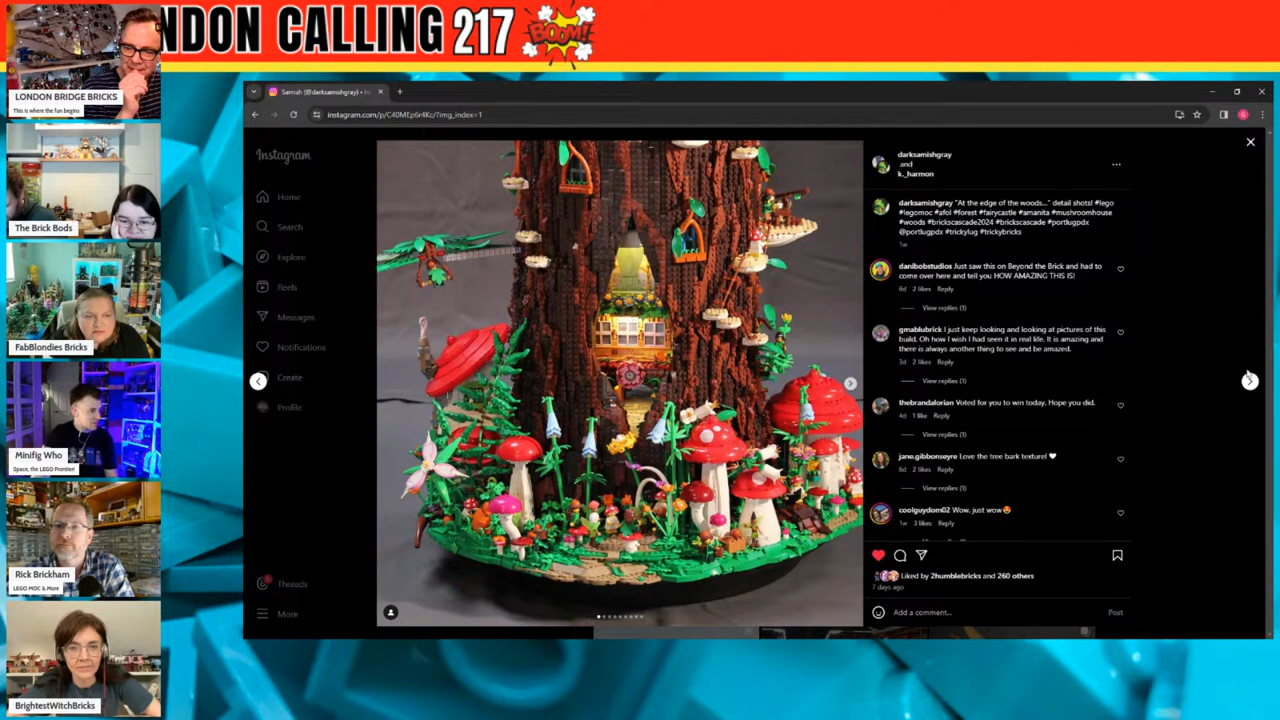 NDON CALLING 217
BOOM!
LONDON BRIDGE BRICKS
This is where the fun begins
The Brick Bods
FabBlondies Bricks
Minifig Who
Space, the LEGO Frontier!
Rick Brickham
LEGO MOC & More
BrightestWitchBricks
Samish (@darksamishgray) • In
instagram.com/p/C40MEp6r4Kc/?img_index=1
Instagram
Home
Search
Explore
Reels
Messages
Notifications
Create
Profile
Threads
More
darksamishgray
and
k._harmon
darksamishgray "At the edge of the woods..." detail shots! #lego
#legomoc #afol #forest #fairycastle #amanita #mushroomhouse
#woods #brickscascade2024 #brickscascade #portlugpdx
@portlugpdx #trickylug #trickybricks
1w
danibobstudios Just saw this on Beyond the Brick and had to
come over here and tell you HOW AMAZING THIS IS!
6d 2 likes Reply
View replies (1)
gmablubrick I just keep looking and looking at pictures of this
build. Oh how I wish I had seen it in real life. It is amazing and
there is always another thing to see and be amazed.
3d 2 likes Reply
View replies (1)
thebrandalorian Voted for you to win today. Hope you did.
4d 1 like Reply
View replies (1)
jane.gibbonseyre Love the tree bark texture! ❤
6d 2 likes Reply
View replies (1)
coolguydom02 Wow, just wow😍
1w 3 likes Reply
Liked by 2humblebricks and 260 others
7 days ago
Add a comment...
Post